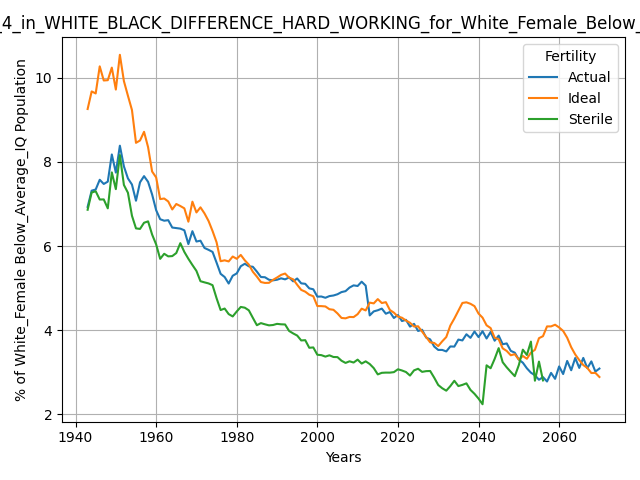 _4_in_WHITE_BLACK_DIFFERENCE_HARD_WORKING_for_White_Female_Below_
% of White_Female Below_Average_IQ Population
10
8
6
4
2
Fertility
Actual
Ideal
Sterile
1940 1960 1980 2000 2020 2040 2060
Years